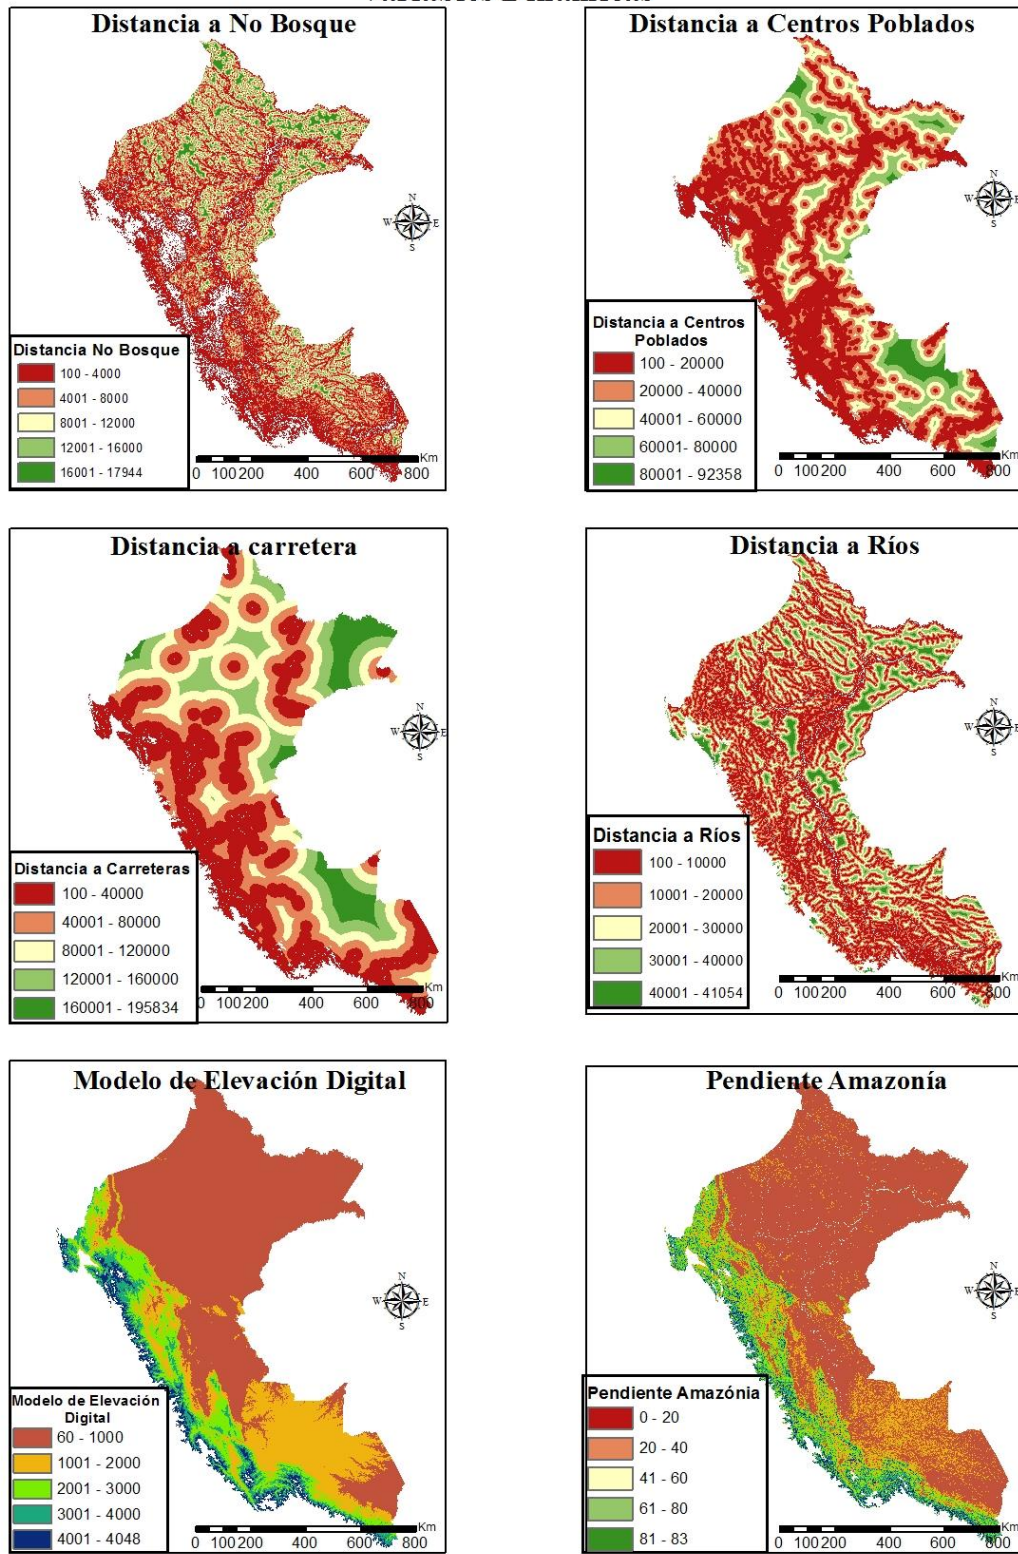 Distancia a No Bosque
N
W
E
S
Distancia No Bosque
100 - 4000
4001 - 8000
8001 - 12000
12001 - 16000
16001 - 17944
Km
0 100 200 400 600 800
Distancia a Centros Poblados
N
W
E
S
Distancia a Centros
Poblados
100 - 20000
20000 - 40000
40001 - 60000
60001- 80000
80001 - 92358
Km
0 100 200 400 600 800
Distancia a carretera
N
W
E
S
Distancia a Carreteras
100 - 40000
40001 - 80000
80001 - 120000
120001 - 160000
160001 - 195834
Km
0 100 200 400 600 800
Distancia a Ríos
N
W
E
S
Distancia a Ríos
100 - 10000
10001 - 20000
20001 - 30000
30001 - 40000
40001 - 41054
Km
0 100 200 400 600 800
Modelo de Elevación Digital
N
W
E
S
Modelo de Elevación
Digital
60 - 1000
1001 - 2000
2001 - 3000
3001 - 4000
4001 - 4048
Km
0 100 200 400 600 800
Pendiente Amazonía
N
W
E
S
Pendiente Amazónia
0 - 20
20 - 40
41 - 60
61 - 80
81 - 83
Km
0 100 200 400 600 800